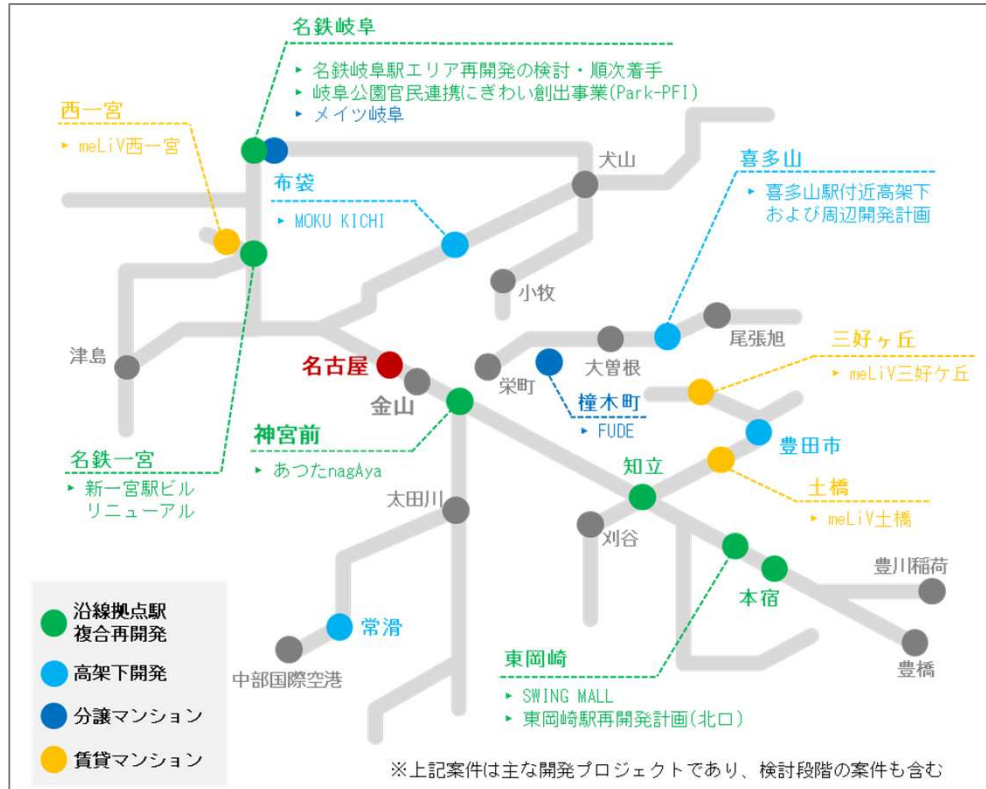 名鉄岐阜
▸ 名鉄岐阜駅エリア再開発の検討・順次着手
▸ 岐阜公園官民連携にぎわい創出事業(Park-PFI)
▸ メイツ岐阜
西一宮
▸ meLiV西一宮
布袋
▸ MOKU KICHI
犬山
喜多山
▸ 喜多山駅付近高架下
および周辺開発計画
小牧
津島
名古屋
金山
栄町
大曽根
尾張旭
三好ヶ丘
▸ meLiV三好ケ丘
橦木町
▸ FUDE
豊田市
名鉄一宮
▸ 新一宮駅ビル
リニューアル
神宮前
▸ あつたnagAya
太田川
知立
土橋
▸ meLiV土橋
刈谷
豊川稲荷
本宿
常滑
中部国際空港
豊橋
東岡崎
▸ SWING MALL
▸ 東岡崎駅再開発計画(北口)
沿線拠点駅
複合再開発
高架下開発
分譲マンション
賃貸マンション
※上記案件は主な開発プロジェクトであり、検討段階の案件も含む